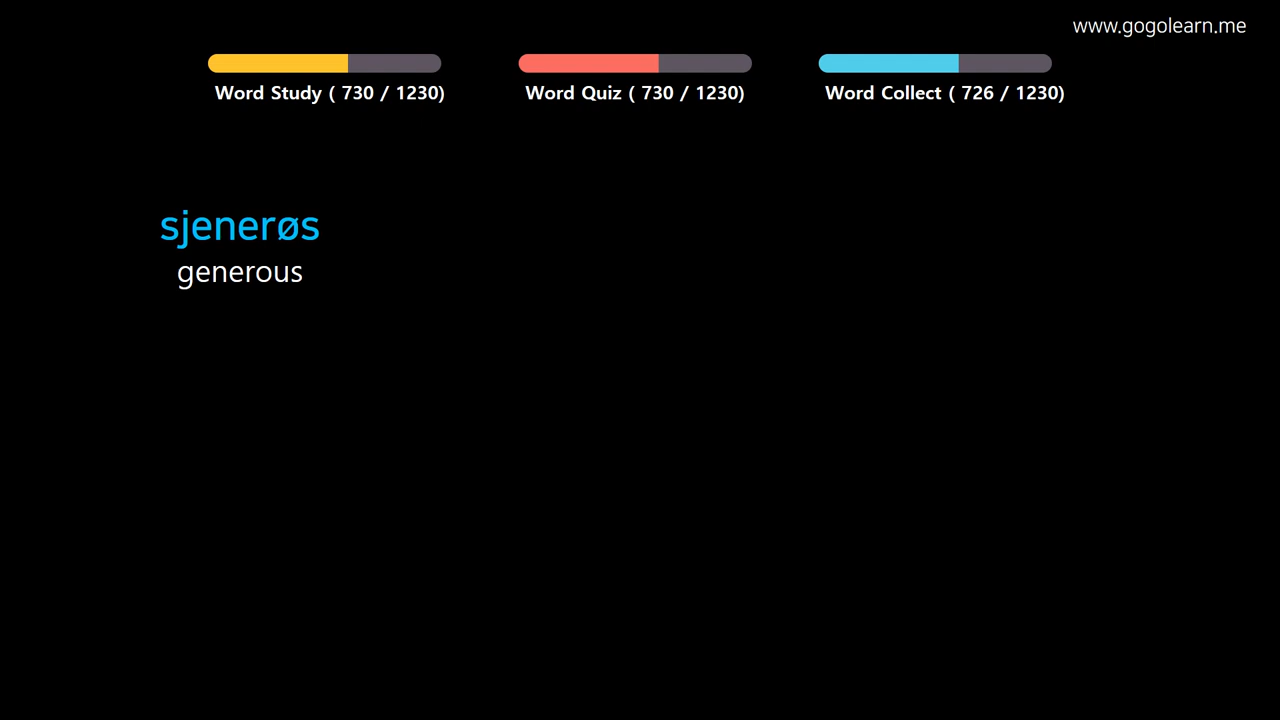 www.gogolearn.me
Word Study ( 730 / 1230)
Word Quiz ( 730 / 1230)
Word Collect ( 726 / 1230)
sjenerøs
generous